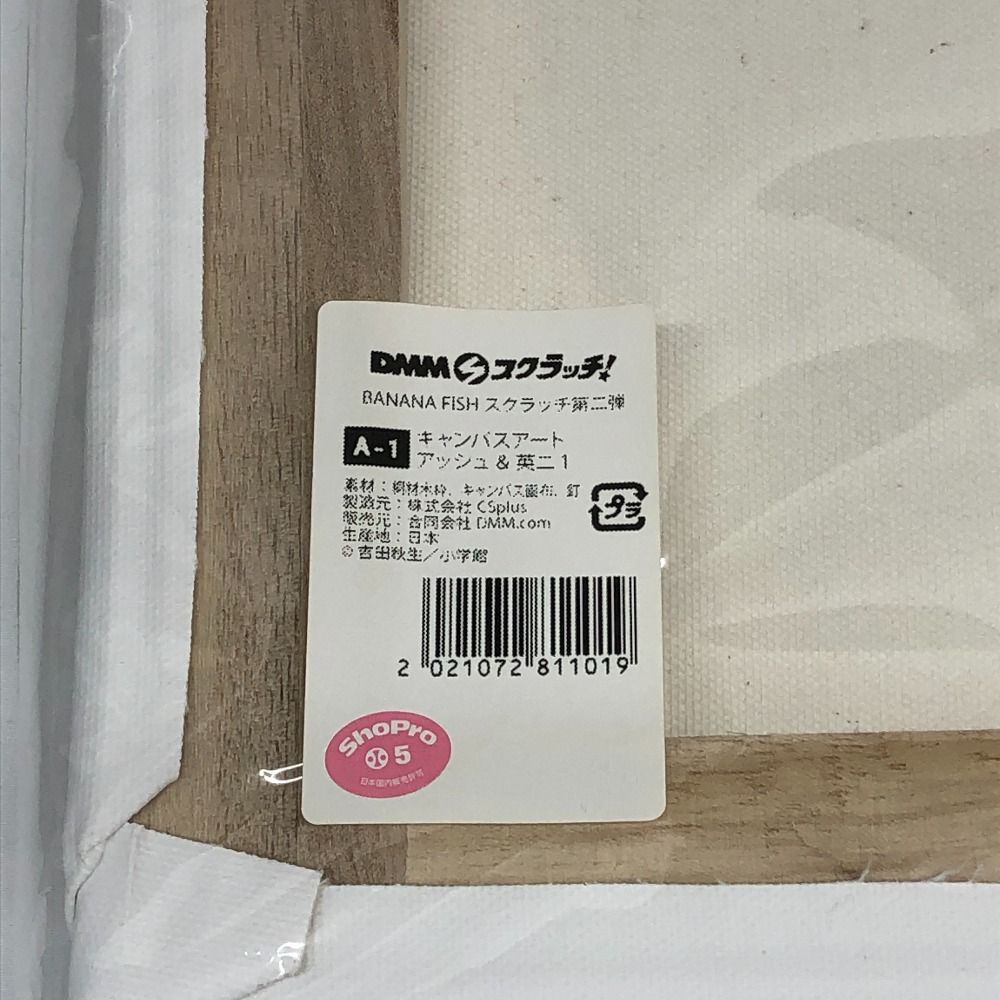 DMM スクラッチ!
BANANA FISH スクラッチ第二弾
A-1 キャンバスアート
アッシュ & 英二 1
素材：桐材木枠、キャンバス画布、釘
製造元：株式会社 CSplus
販売元：合同会社 DMM.com
生産地：日本
© 吉田秋生／小学館
プラ
2 021072 811019
ShoPro
5
日本国内販売許可